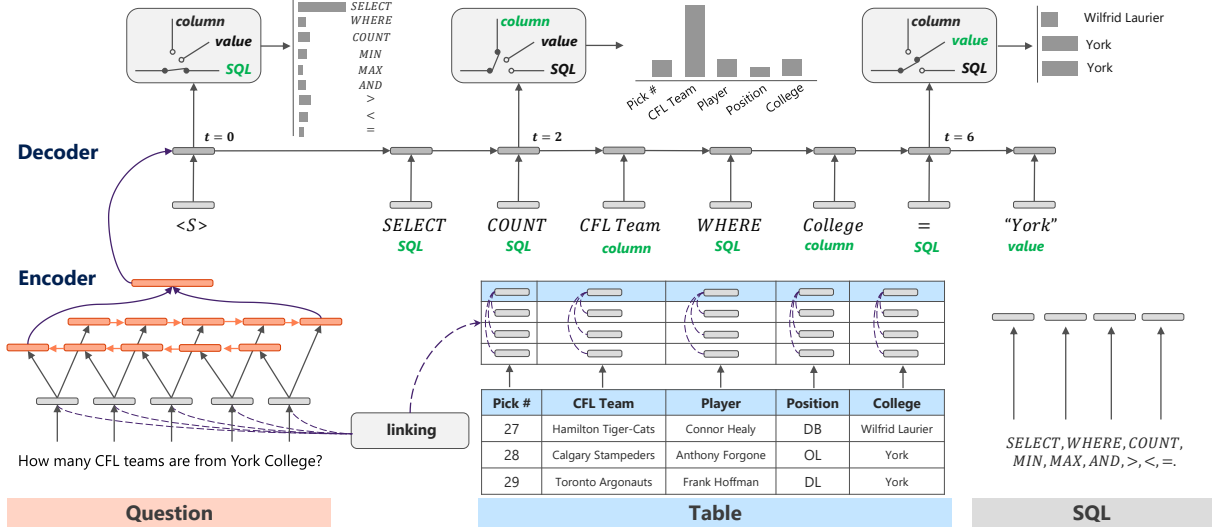 column
value
SQL
SELECT
WHERE
COUNT
MIN
MAX
AND
>
<
=
column
value
SQL
Pick #
CFL Team
Player
Position
College
column
value
SQL
Wilfrid Laurier
York
York
Decoder
t = 0
t = 2
t = 6
<S>
SELECT
SQL
COUNT
SQL
CFL Team
column
WHERE
SQL
College
column
=
SQL
“York”
value
Encoder
linking
Pick # CFL Team Player Position College
27 Hamilton Tiger-Cats Connor Healy DB Wilfrid Laurier
28 Calgary Stampeders Anthony Forgone OL York
29 Toronto Argonauts Frank Hoffman DL York
How many CFL teams are from York College?
SELECT, WHERE, COUNT,
MIN, MAX, AND, >, <, =.
Question
Table
SQL